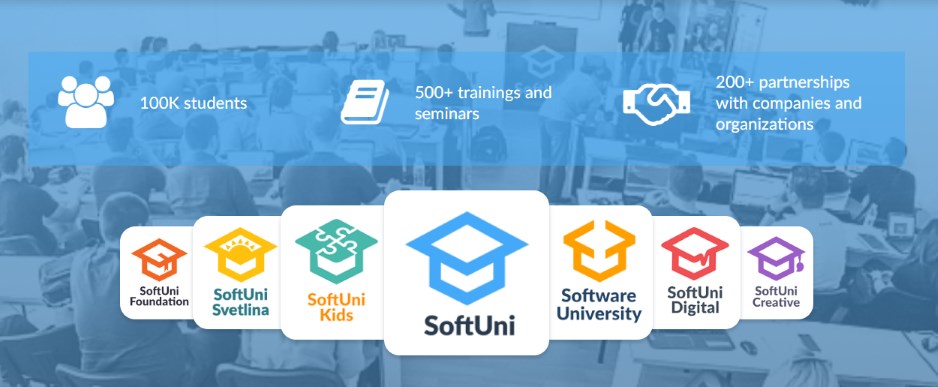 100K students
500+ trainings and
seminars
200+ partnerships
with companies and
organizations
SoftUni
Foundation
SoftUni
Svetlina
SoftUni
Kids
SoftUni
Software
University
SoftUni
Digital
SoftUni
Creative